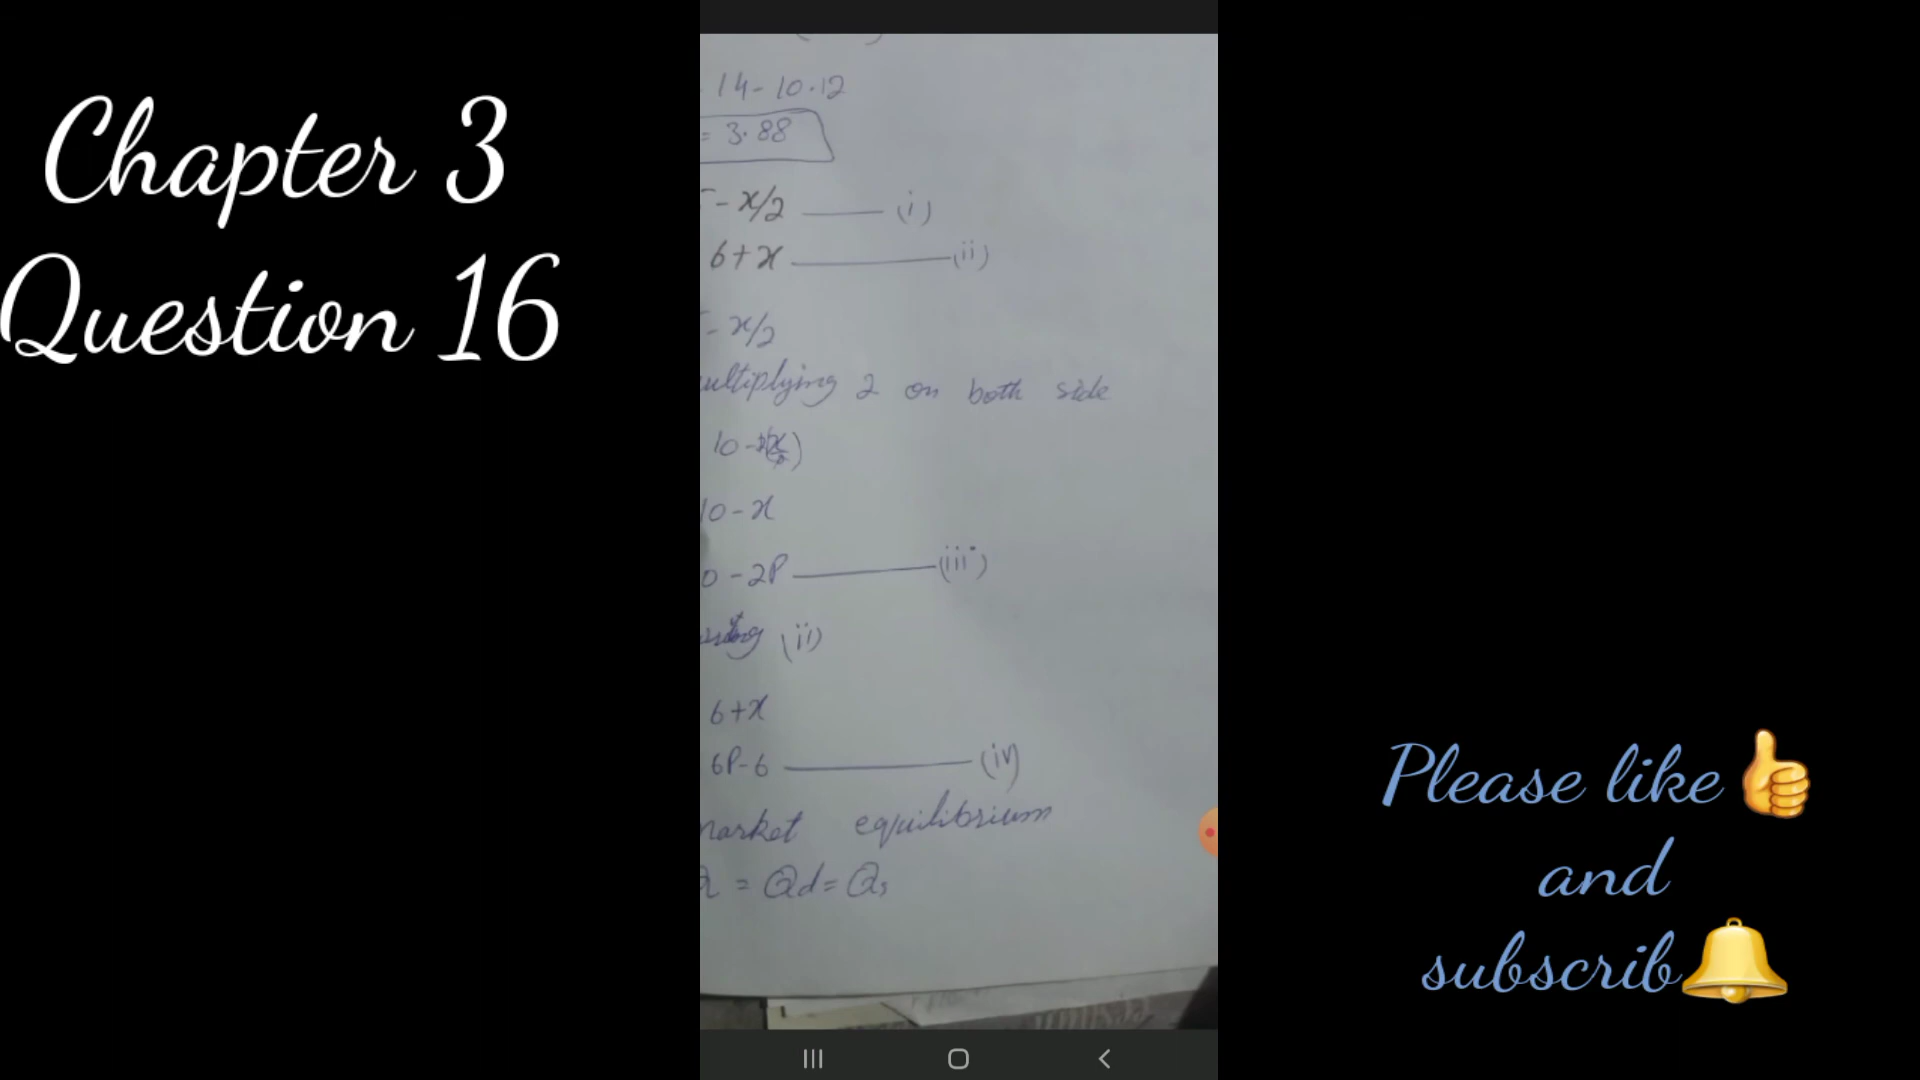 Chapter 3
Question 16
14 - 10.12
= 3.88
- x/2 (i)
6+x (ii)
- x/2
ultiplying 2 on both side
10 -
10 - x
0 - 2P (iii)
(ii)
6+x
6P-6 (iv)
market equilibrium
= Qd = Qs
Please like
and
subscrib